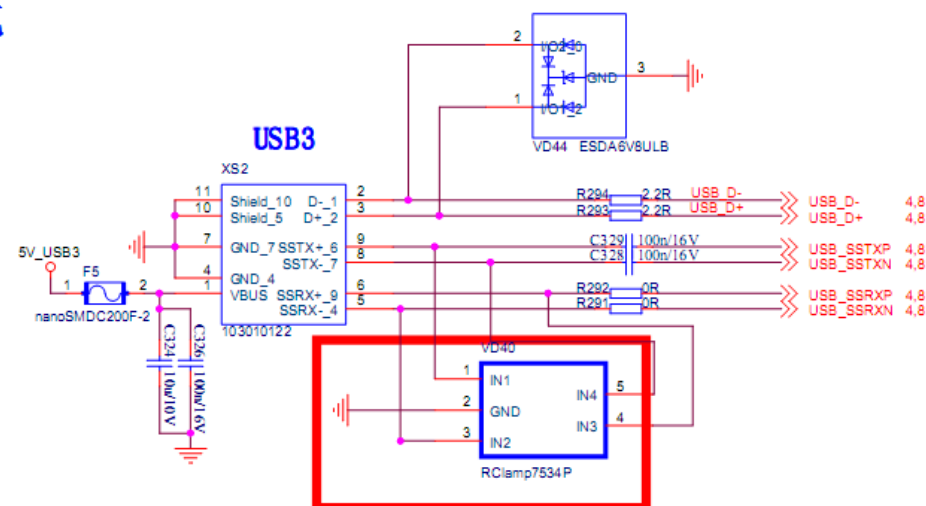 2
I/O2_3
GND
3
1
I/O1_2
VD44 ESDA6V8ULB
USB3
XS2
11 Shield_10 D-_1 2 R294 2.2R USB_D- USB_D- 4,8
10 Shield_5 D+_2 3 R293 2.2R USB_D+ USB_D+ 4,8
7 GND_7 SSTX+_6 9 C329 100n/16V USB_SSTXP 4,8
SSTX-_7 8 C328 100n/16V USB_SSTXN 4,8
4 GND_4
1 VBUS SSRX+_9 6 R292 0R USB_SSRXP 4,8
SSRX-_4 5 R291 0R USB_SSRXN 4,8
103010122
5V_USB3
F5
1 2
nanoSMDC200F-2
C324 10u/10V
C326 100n/16V
VD40
1 IN1
IN4 5
2 GND
IN3 4
3 IN2
RClamp7534P